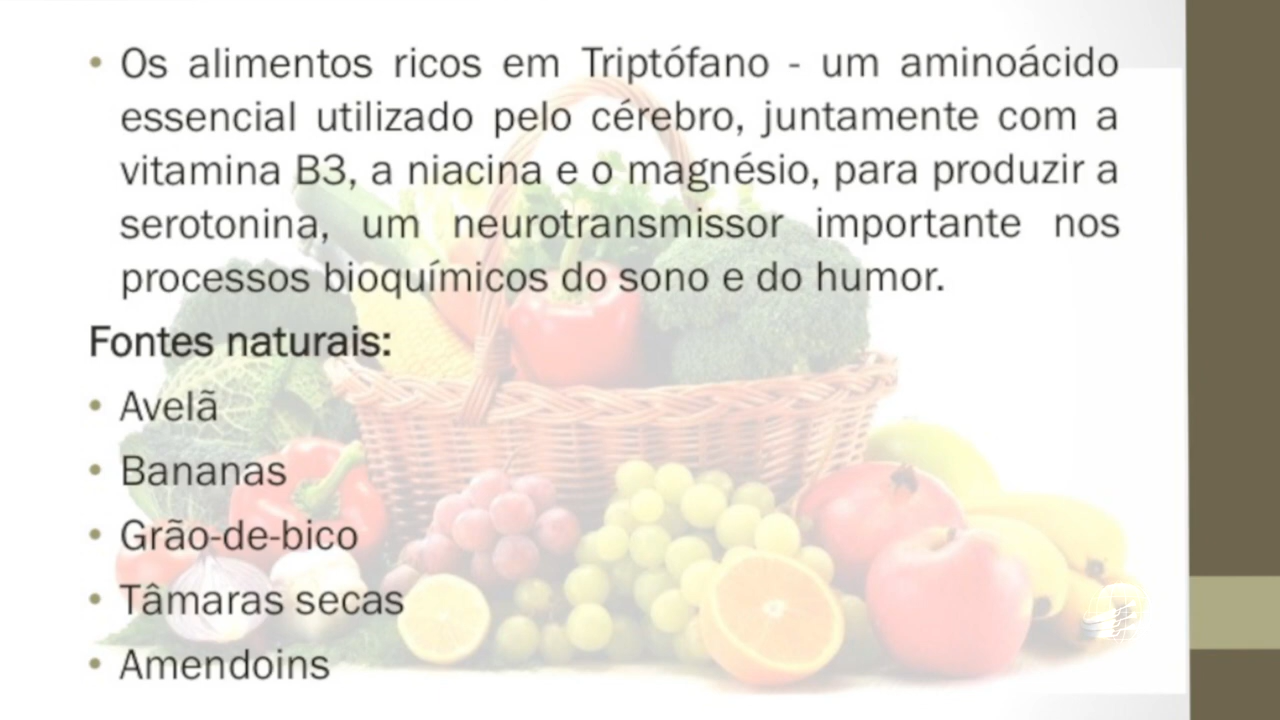 • Os alimentos ricos em Triptófano - um aminoácido
essencial utilizado pelo cérebro, juntamente com a
vitamina B3, a niacina e o magnésio, para produzir a
serotonina, um neurotransmissor importante nos
processos bioquímicos do sono e do humor.
Fontes naturais:
• Avelã
• Bananas
• Grão-de-bico
• Tâmaras secas
• Amendoins